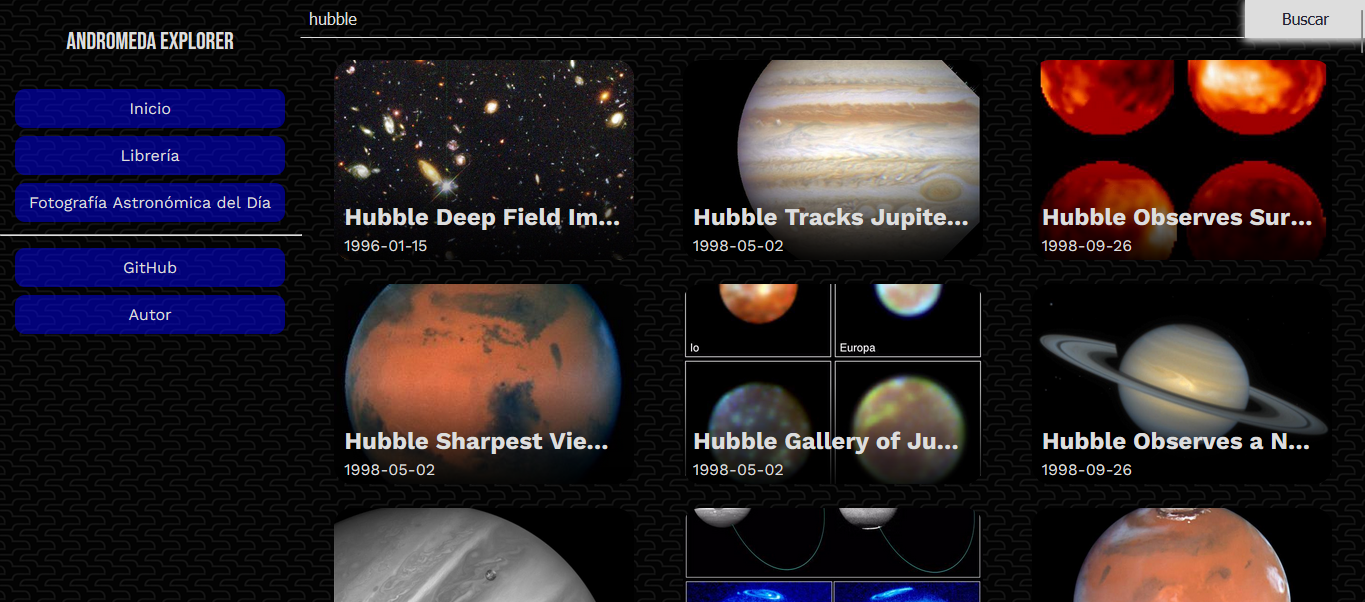 hubble
Buscar
ANDROMEDA EXPLORER
Inicio
Librería
Fotografía Astronómica del Día
GitHub
Autor
Hubble Deep Field Im...
1996-01-15
Hubble Tracks Jupite...
1998-05-02
Hubble Observes Sur...
1998-09-26
Io
Europa
Hubble Sharpest Vie...
1998-05-02
Hubble Gallery of Ju...
1998-05-02
Hubble Observes a N...
1998-09-26